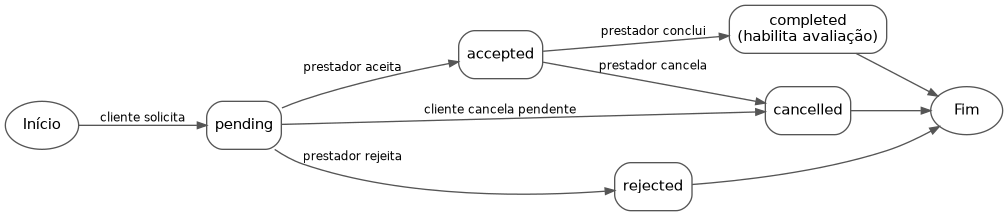 Início
cliente solicita
pending
prestador aceita
accepted
prestador conclui
completed
(habilita avaliação)
prestador cancela
cliente cancela pendente
cancelled
prestador rejeita
rejected
Fim